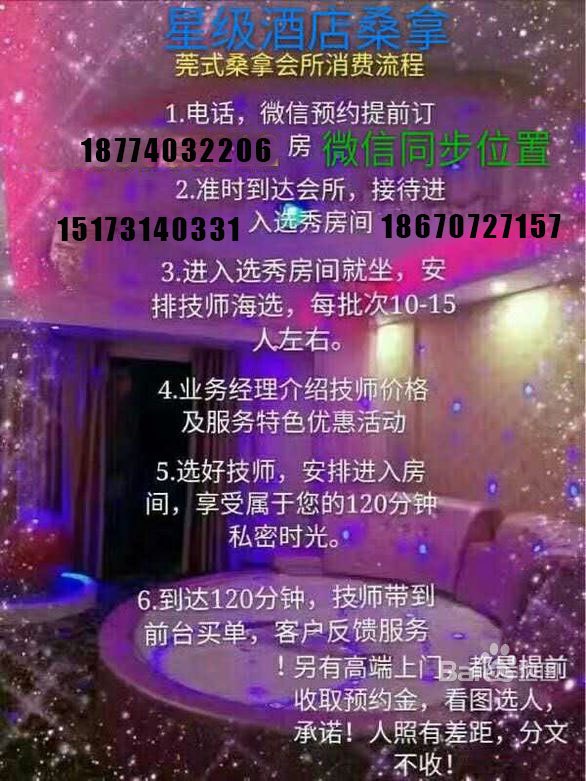 星级酒店桑拿
莞式桑拿会所消费流程
1.电话，微信预约提前订
18774032206 房 微信同步位置
2.准时到达会所，接待进
15173140331 入选秀房间 18670727157
3.进入选秀房间就坐，安
排技师海选，每批次10-15
人左右。
4.业务经理介绍技师价格
及服务特色优惠活动
5.选好技师，安排进入房
间，享受属于您的120分钟
私密时光。
6.到达120分钟，技师带到
前台买单，客户反馈服务
！另有高端上门，都是提前
收取预约金，看图选人，
承诺！人照有差距，分文
不收！